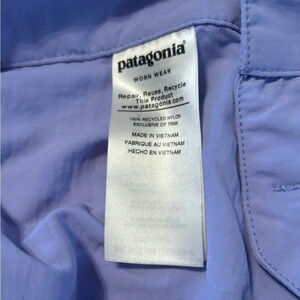 patagonia®
WORN WEAR
Repair, Reuse, Recycle
This Product
www.patagonia.com
100% RECYCLED NYLON
EXCLUSIVE OF TRIM
MADE IN VIETNAM
FABRIQUÉ AU VIETNAM
HECHO EN VIETNAM